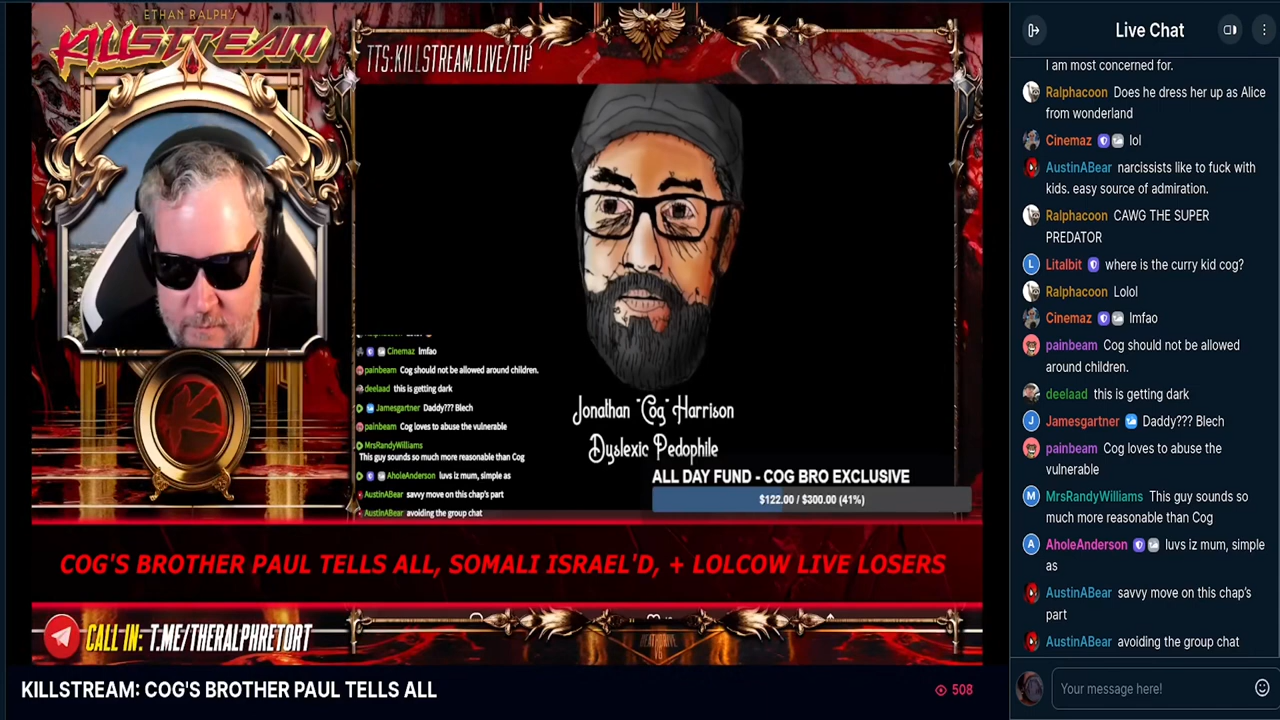 ETHAN RALPH'S
KILLSTREAM
TTS:KILLSTREAM.LIVE/TIP
Cinemaz lmfao
painbeam Cog should not be allowed around children.
deelaad this is getting dark
Jamesgartner Daddy??? Blech
painbeam Cog loves to abuse the vulnerable
MrsRandyWilliams
This guy sounds so much more reasonable than Cog
AholeAnderson luvs iz mum, simple as
AustinABear savvy move on this chap's part
AustinABear avoiding the group chat
Jonathan "Cog" Harrison
Dyslexic Pedophile
ALL DAY FUND - COG BRO EXCLUSIVE
$122.00 / $300.00 (41%)
COG'S BROTHER PAUL TELLS ALL, SOMALI ISRAEL'D, + LOLCOW LIVE LOSERS
CALL IN: T.ME/THERALPHRETORT
KILLSTREAM: COG'S BROTHER PAUL TELLS ALL
508
Live Chat
I am most concerned for.
Ralphacoon Does he dress her up as Alice
from wonderland
Cinemaz lol
AustinABear narcissists like to fuck with
kids. easy source of admiration.
Ralphacoon CAWG THE SUPER
PREDATOR
L Litalbit where is the curry kid cog?
Ralphacoon Lolol
Cinemaz lmfao
painbeam Cog should not be allowed
around children.
deelaad this is getting dark
J Jamesgartner Daddy??? Blech
painbeam Cog loves to abuse the
vulnerable
M MrsRandyWilliams This guy sounds so
much more reasonable than Cog
A AholeAnderson luvs iz mum, simple
as
AustinABear savvy move on this chap's
part
AustinABear avoiding the group chat
Your message here!